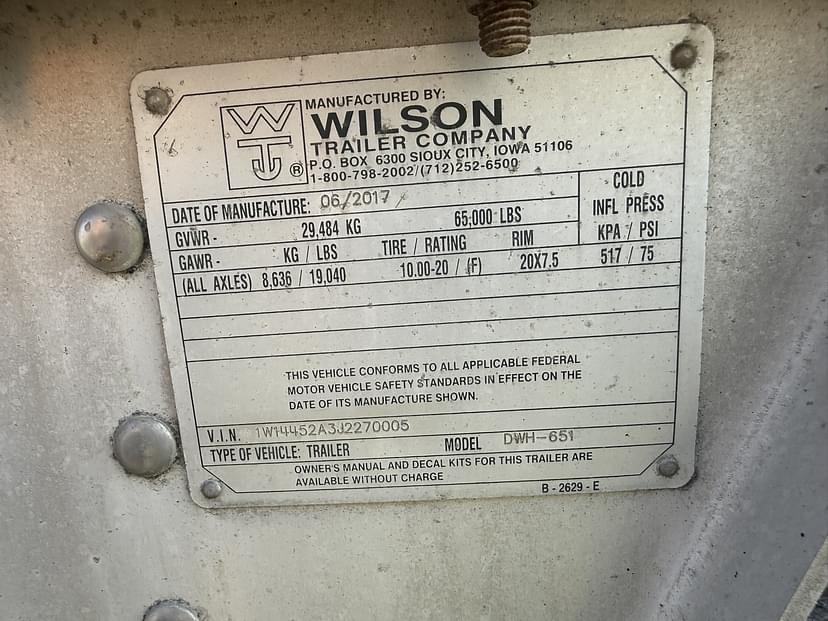 MANUFACTURED BY:
WILSON
TRAILER COMPANY
P.O. BOX 6300 SIOUX CITY, IOWA 51106
1-800-798-2002/(712)252-6500
WTJ ®
DATE OF MANUFACTURE: 06/2017
GVWR - 29,484 KG 65,000 LBS
COLD
INFL PRESS
GAWR - KG / LBS TIRE / RATING RIM KPA / PSI
(ALL AXLES) 8,636 / 19,040 10.00-20 / (F) 20X7.5 517 / 75
THIS VEHICLE CONFORMS TO ALL APPLICABLE FEDERAL
MOTOR VEHICLE SAFETY STANDARDS IN EFFECT ON THE
DATE OF ITS MANUFACTURE SHOWN.
V.I.N. 1W14452A3J2270005
TYPE OF VEHICLE: TRAILER MODEL DWH-651
OWNER'S MANUAL AND DECAL KITS FOR THIS TRAILER ARE
AVAILABLE WITHOUT CHARGE
B - 2629 - E